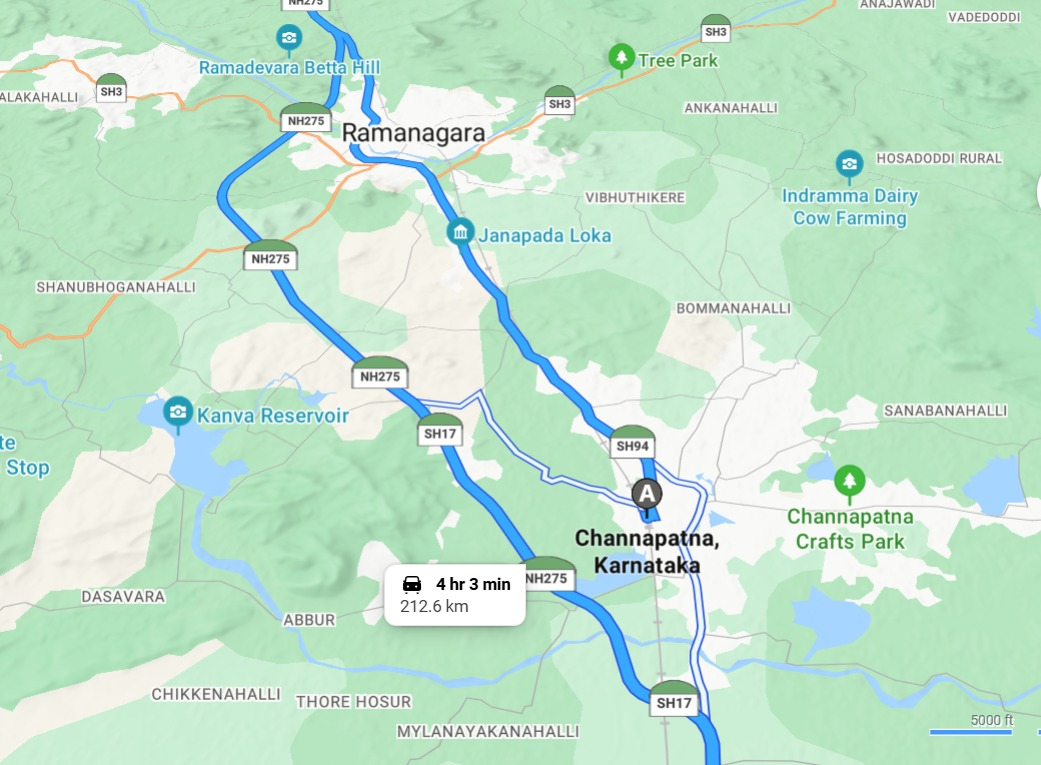 NH275
ANAJAWADI
VADEDODDI
SH3
Ramadevara Betta Hill
Tree Park
ALAKAHALLI
SH3
SH3
ANKANAHALLI
NH275
Ramanagara
HOSADODDI RURAL
VIBHUTHIKERE
Indramma Dairy
Cow Farming
Janapada Loka
NH275
SHANUBHOGANAHALLI
BOMMANAHALLI
NH275
Kanva Reservoir
SANABANAHALLI
SH17
te
Stop
SH94
A
Channapatna
Crafts Park
Channapatna,
Karnataka
NH275
4 hr 3 min
212.6 km
DASAVARA
ABBUR
CHIKKENAHALLI
THORE HOSUR
SH17
MYLANAYAKANAHALLI
5000 ft